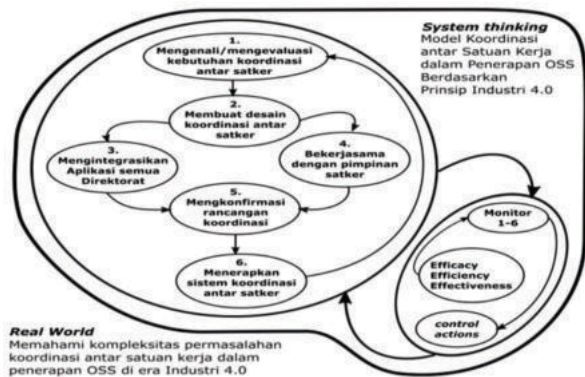 System thinking
Model Koordinasi
antar Satuan Kerja
dalam Penerapan OSS
Berdasarkan
Prinsip Industri 4.0
1.
Mengenali/mengevaluasi
kebutuhan koordinasi
antar satker
2.
Membuat desain
koordinasi antar
satker
3.
Mengintegrasikan
Aplikasi semua
Direktorat
4.
Bekerjasama
dengan pimpinan
satker
5.
Mengkonfirmasi
rancangan
koordinasi
6.
Menerapkan
sistem koordinasi
antar satker
Monitor
1-6
Efficacy
Efficiency
Effectiveness
control
actions
Real World
Memahami kompleksitas permasalahan
koordinasi antar satuan kerja dalam
penerapan OSS di era Industri 4.0